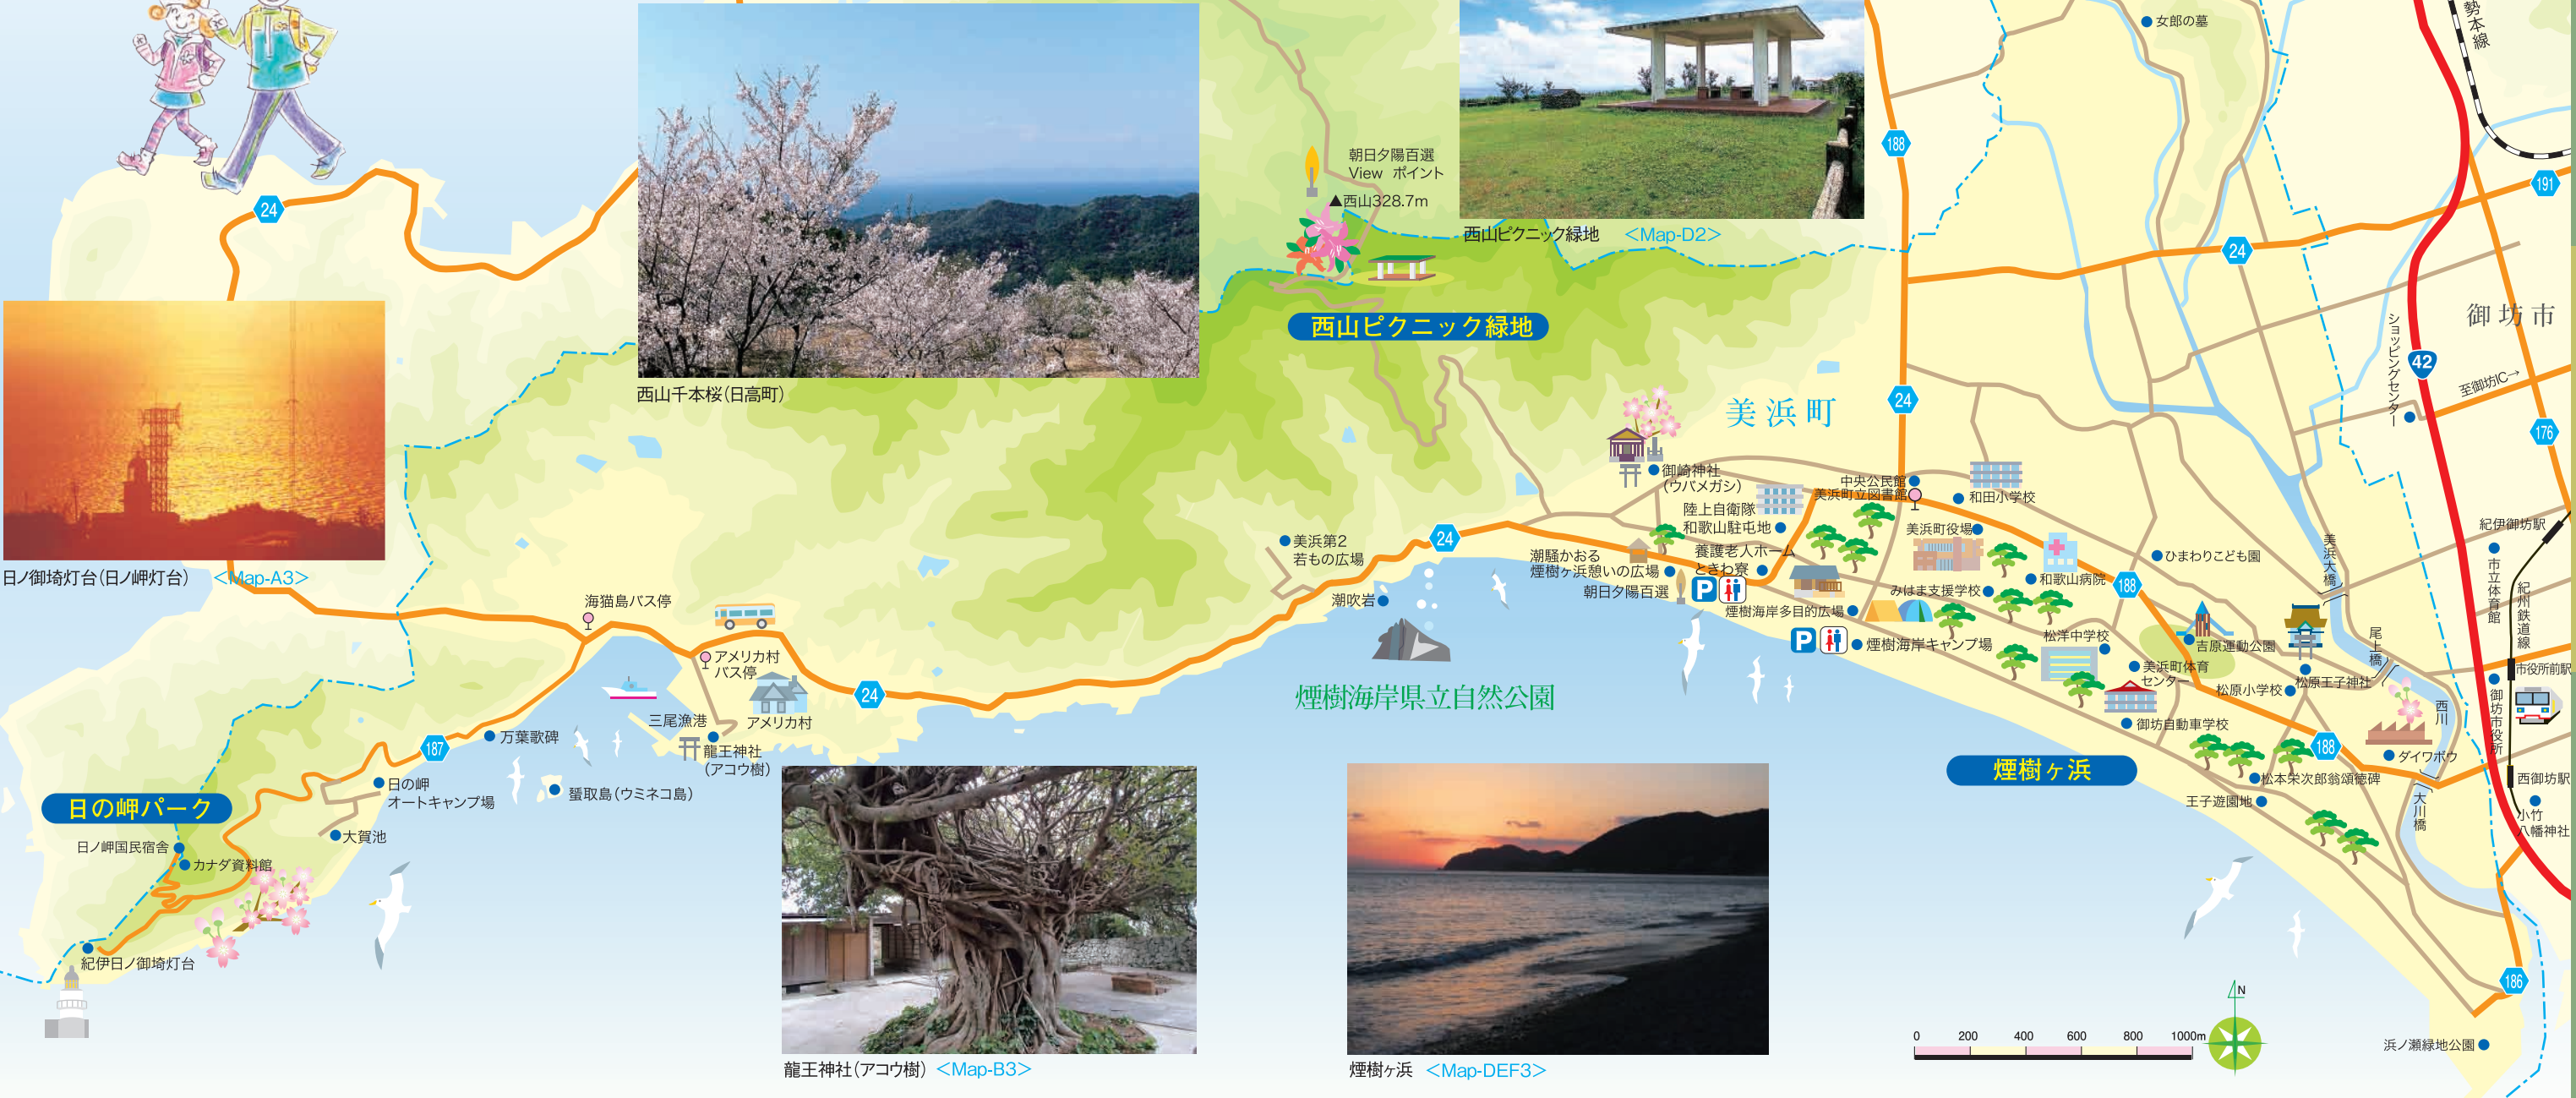 女郎の墓
勢本線
188
191
24
朝日夕陽百選
View ポイント
▲西山328.7m
西山ピクニック緑地 <Map-D2>
24
西山ピクニック緑地
御坊市
ショッピングセンター
42
至御坊IC→
西山千本桜(日高町)
美浜町
24
176
御崎神社
(ウバメガシ)
中央公民館
美浜町立図書館
和田小学校
陸上自衛隊
和歌山駐屯地
美浜町役場
紀伊御坊駅
24
美浜第2
若もの広場
潮騒かおる
煙樹ヶ浜憩いの広場
養護老人ホーム
ときわ寮
ひまわりこども園
美浜大橋
市立体育館
日ノ御埼灯台(日ノ岬灯台) <Map-A3>
海猫島バス停
潮吹岩
朝日夕陽百選
P
煙樹海岸多目的広場
みはま支援学校
和歌山病院
188
紀州鉄道線
P
煙樹海岸キャンプ場
松洋中学校
吉原運動公園
尾上橋
アメリカ村
バス停
美浜町体育
センター
松原王子神社
市役所前駅
24
煙樹海岸県立自然公園
松原小学校
御坊市役所
西川
三尾漁港
アメリカ村
御坊自動車学校
万葉歌碑
187
龍王神社
(アコウ樹)
188
ダイワボウ
煙樹ヶ浜
日の岬
オートキャンプ場
蜑取島(ウミネコ島)
松本栄次郎翁頌徳碑
西御坊駅
日の岬パーク
王子遊園地
大川橋
小竹
八幡神社
大賀池
日ノ岬国民宿舎
カナダ資料館
紀伊日ノ御埼灯台
186
N
0 200 400 600 800 1000m
浜ノ瀬緑地公園
龍王神社(アコウ樹) <Map-B3>
煙樹ヶ浜 <Map-DEF3>